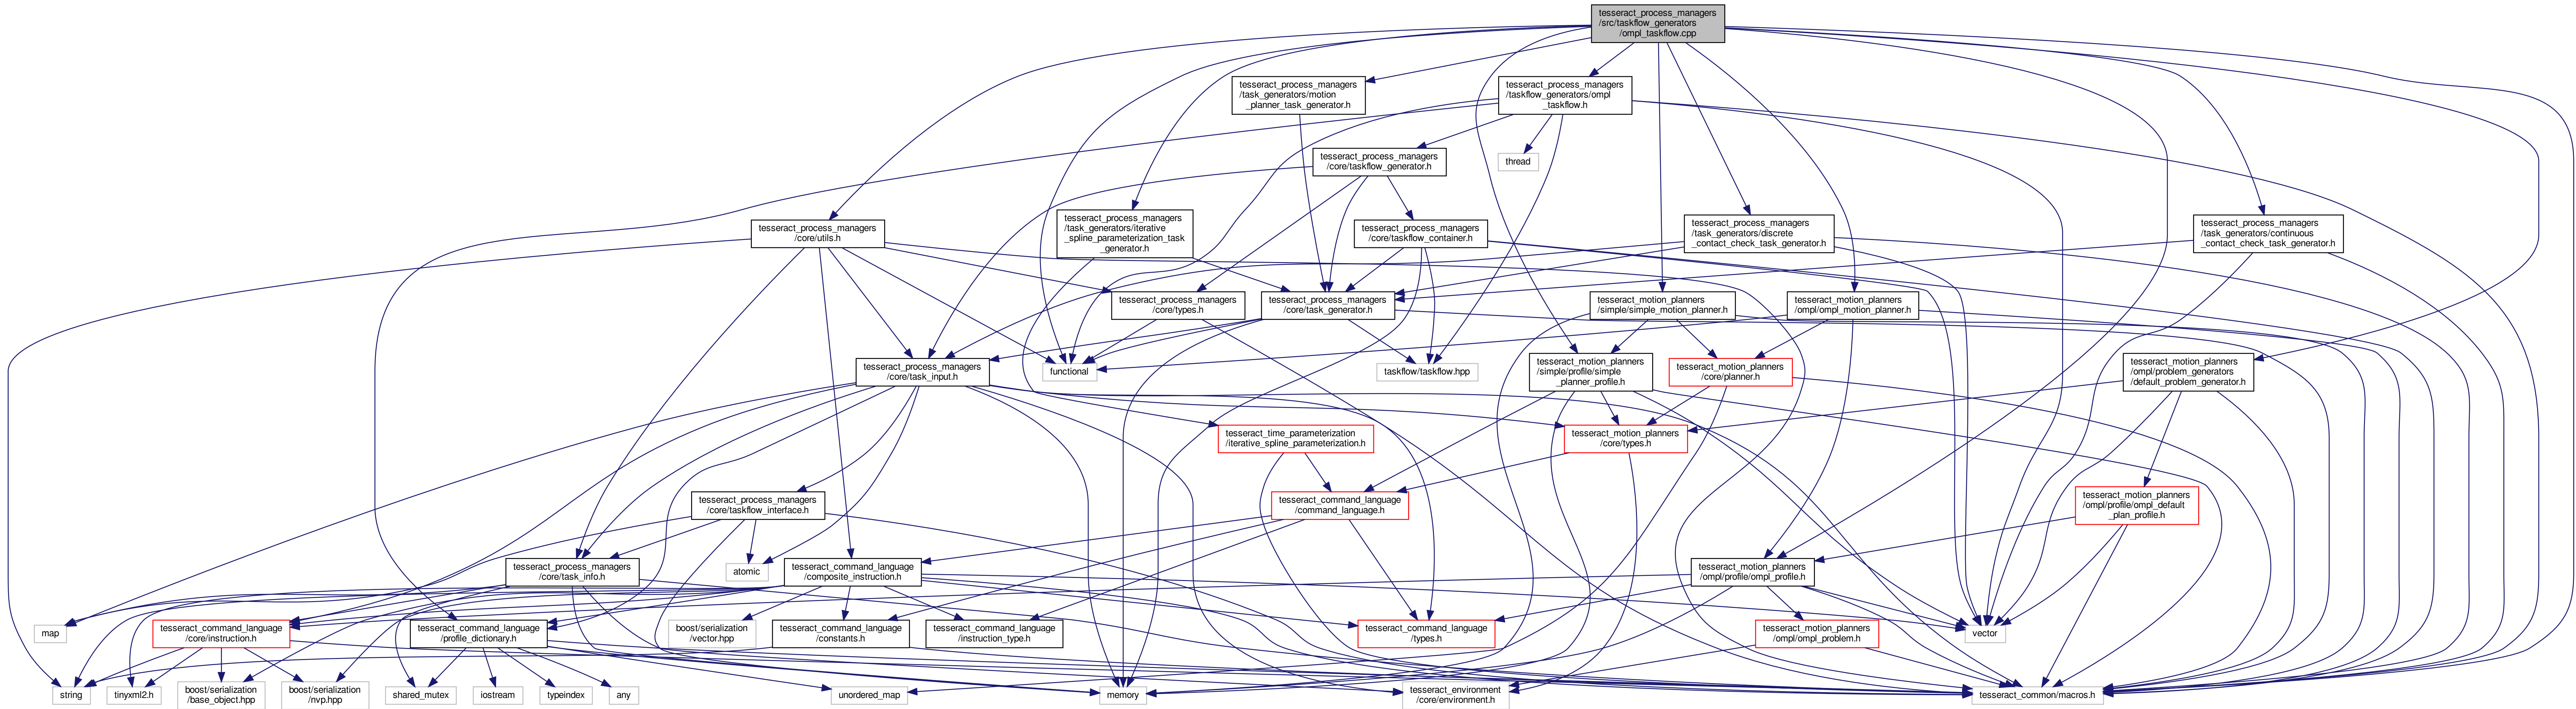 tesseract_process_managers
/src/taskflow_generators
/ompl_taskflow.cpp
tesseract_process_managers
/task_generators/motion
_planner_task_generator.h
tesseract_process_managers
/taskflow_generators/ompl
_taskflow.h
tesseract_process_managers
/core/taskflow_generator.h
thread
tesseract_process_managers
/core/utils.h
tesseract_process_managers
/task_generators/iterative
_spline_parameterization_task
_generator.h
tesseract_process_managers
/core/taskflow_container.h
tesseract_process_managers
/task_generators/discrete
_contact_check_task_generator.h
tesseract_process_managers
/task_generators/continuous
_contact_check_task_generator.h
tesseract_process_managers
/core/types.h
tesseract_process_managers
/core/task_generator.h
tesseract_motion_planners
/simple/simple_motion_planner.h
tesseract_motion_planners
/ompl/ompl_motion_planner.h
tesseract_process_managers
/core/task_input.h
functional
taskflow/taskflow.hpp
tesseract_motion_planners
/simple/profile/simple
_planner_profile.h
tesseract_motion_planners
/core/planner.h
tesseract_motion_planners
/ompl/problem_generators
/default_problem_generator.h
tesseract_time_parameterization
/iterative_spline_parameterization.h
tesseract_motion_planners
/core/types.h
tesseract_process_managers
/core/taskflow_interface.h
tesseract_command_language
/command_language.h
tesseract_motion_planners
/ompl/profile/ompl_default
_plan_profile.h
tesseract_process_managers
/core/task_info.h
atomic
tesseract_command_language
/composite_instruction.h
tesseract_motion_planners
/ompl/profile/ompl_profile.h
map
tesseract_command_language
/core/instruction.h
tesseract_command_language
/profile_dictionary.h
boost/serialization
/vector.hpp
tesseract_command_language
/constants.h
tesseract_command_language
/instruction_type.h
tesseract_command_language
/types.h
tesseract_motion_planners
/ompl/ompl_problem.h
vector
string
tinyxml2.h
boost/serialization
/base_object.hpp
boost/serialization
/nvp.hpp
shared_mutex
iostream
typeindex
any
unordered_map
memory
tesseract_environment
/core/environment.h
tesseract_common/macros.h